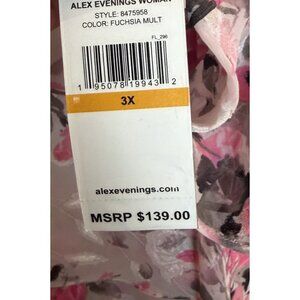 ALEX EVENINGS WOMAN
STYLE: 8475958
COLOR: FUCHSIA MULT
FL_296
1 95078 19943 2
3X
alexevenings.com
MSRP $139.00